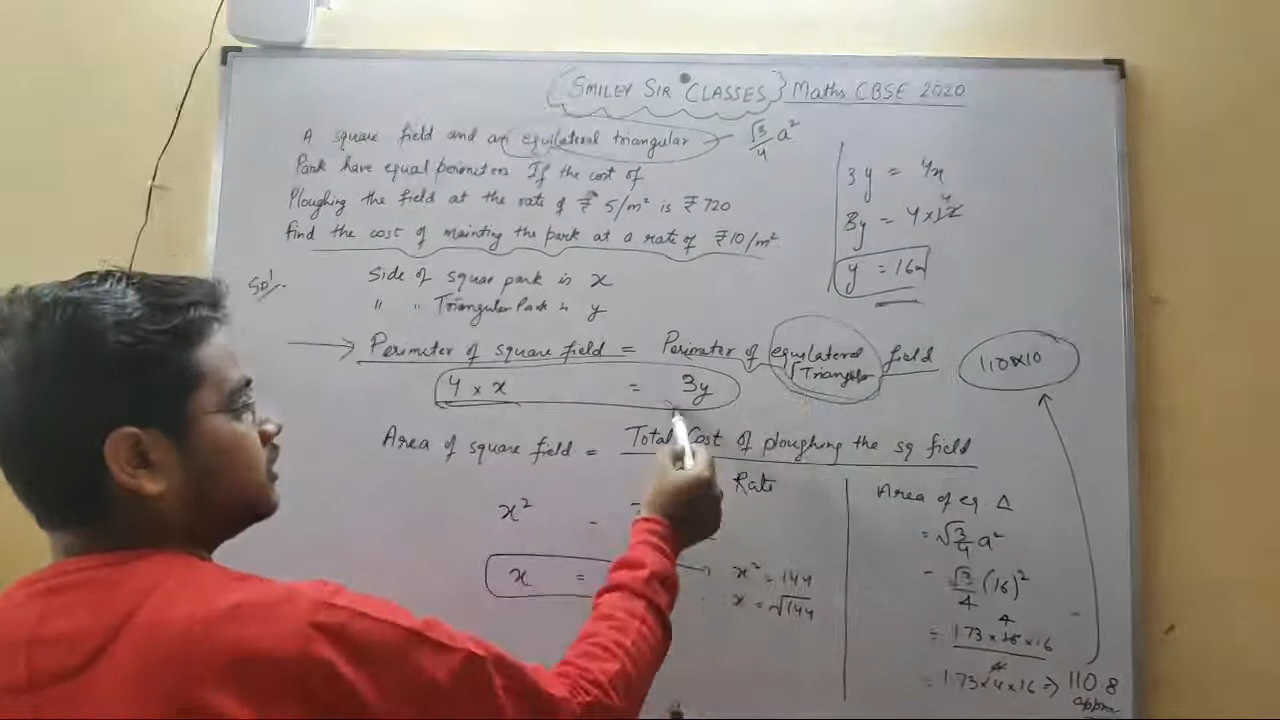 SMILEY SIR CLASSES Maths CBSE 2020
A square field and an equilateral triangular √3/4 a²
Park have equal perimeters If the cost of
Ploughing the field at the rate of ₹ 5/m² is ₹720
find the cost of mainting the park at a rate of ₹10/m²
3y = 4x
3y = 4×12 4
y = 16m
Sol.
Side of squar park is x
" " Triangular Park is y
Perimeter of square field = Perimeter of equilateral field
Triangular
110×10
4 × x = 3y
Area of square field = Total Cost of ploughing the sq field
Rate
x²
x =
x² = 144
x = √144
Area of eq. Δ
= √3/4 a²
= √3/4 (16)²
= 1.73 × 16 × 16
4
4
= 1.73×4×16 ⇒ 110.8
appro